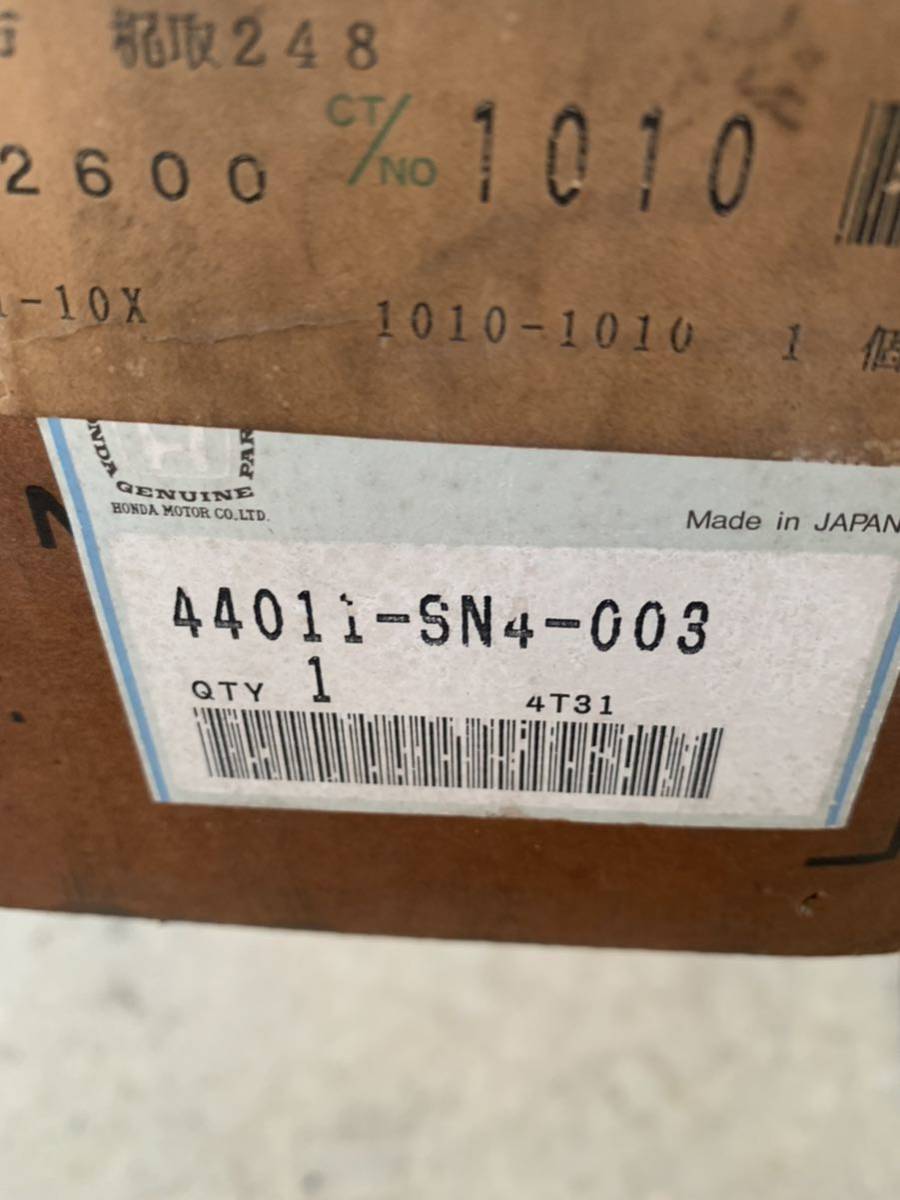 取248
2600 CT/NO 1010
-10X 1010-1010 1 個
GENUINE
HONDA MOTOR CO.,LTD.
Made in JAPAN
44011-SN4-003
QTY 1 4T31